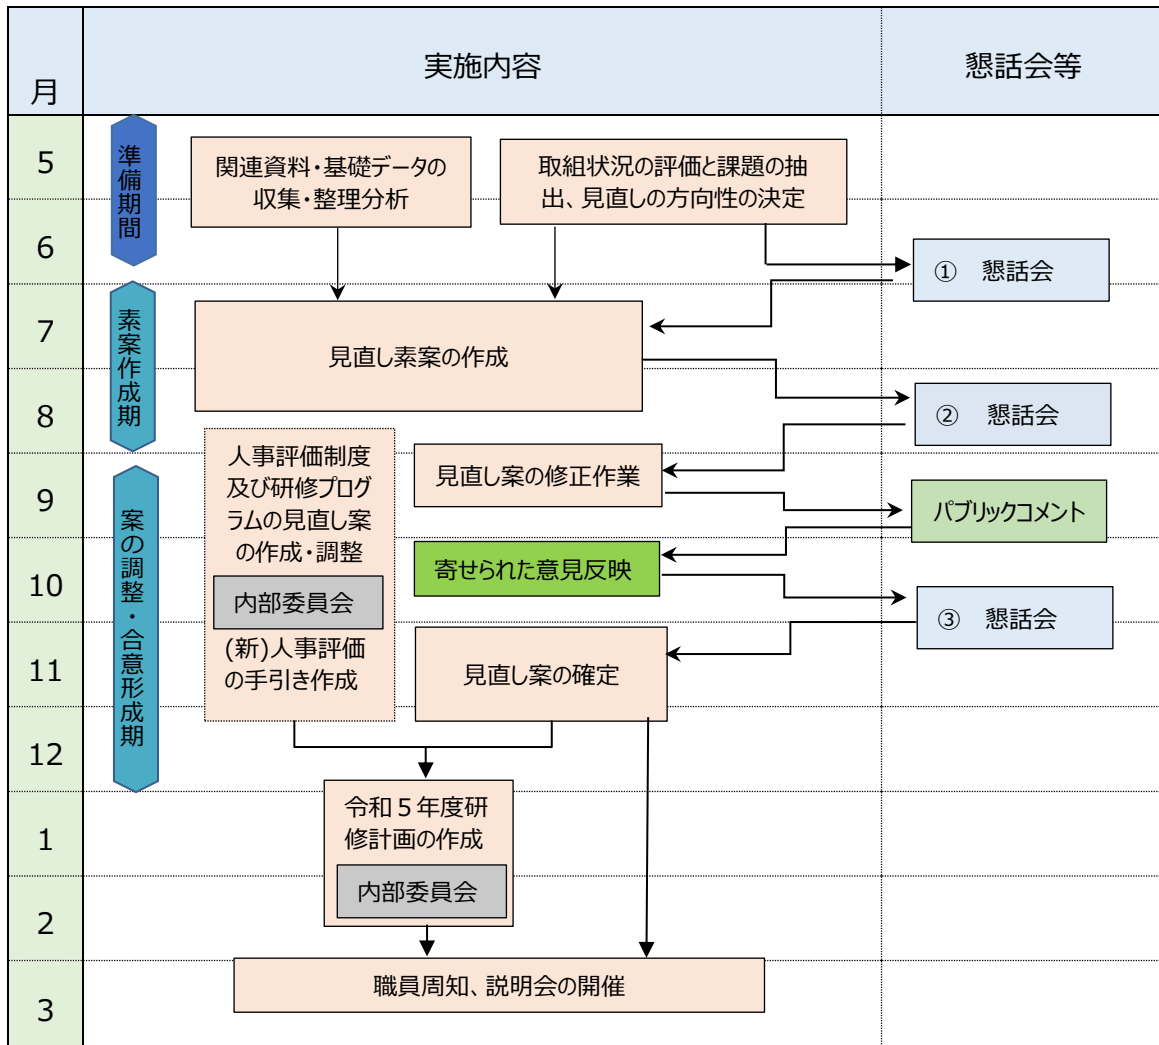 月
実施内容
懇話会等
5
6
7
8
9
10
11
12
1
2
3
準備期間
素案作成期
案の調整・合意形成期
関連資料・基礎データの
収集・整理分析
取組状況の評価と課題の抽
出、見直しの方向性の決定
① 懇話会
見直し素案の作成
② 懇話会
人事評価制度
及び研修プログ
ラムの見直し案
の作成・調整
内部委員会
(新)人事評価
の手引き作成
見直し案の修正作業
パブリックコメント
寄せられた意見反映
③ 懇話会
見直し案の確定
令和５年度研
修計画の作成
内部委員会
職員周知、説明会の開催